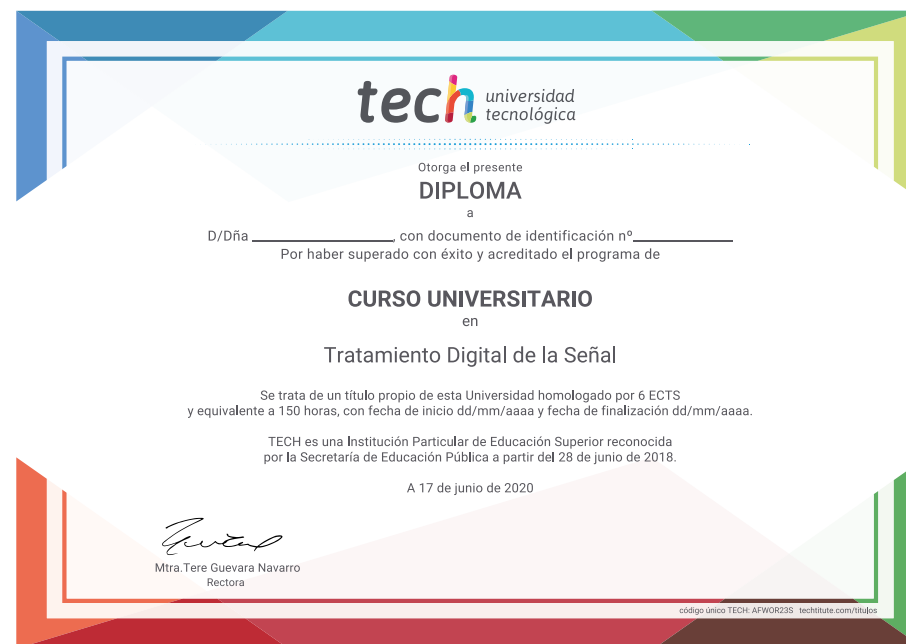 tech universidad
tecnológica
Otorga el presente
DIPLOMA
a
D/Dña ____________________, con documento de identificación nº______________
Por haber superado con éxito y acreditado el programa de
CURSO UNIVERSITARIO
en
Tratamiento Digital de la Señal
Se trata de un título propio de esta Universidad homologado por 6 ECTS
y equivalente a 150 horas, con fecha de inicio dd/mm/aaaa y fecha de finalización dd/mm/aaaa.
TECH es una Institución Particular de Educación Superior reconocida
por la Secretaría de Educación Pública a partir del 28 de junio de 2018.
A 17 de junio de 2020
Mtra.Tere Guevara Navarro
Rectora
código único TECH: AFWOR23S techtitute.com/titulos